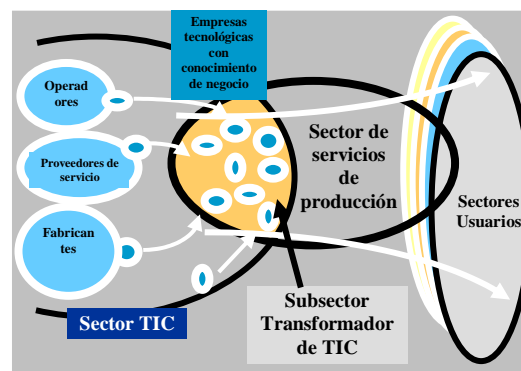 Empresas
tecnológicas
con
conocimiento
de negocio
Operad
ores
Proveedores de
servicio
Fabrican
tes
Sector de
servicios
de
producción
Sectores
Usuarios
Sector TIC
Subsector
Transformador
de TIC